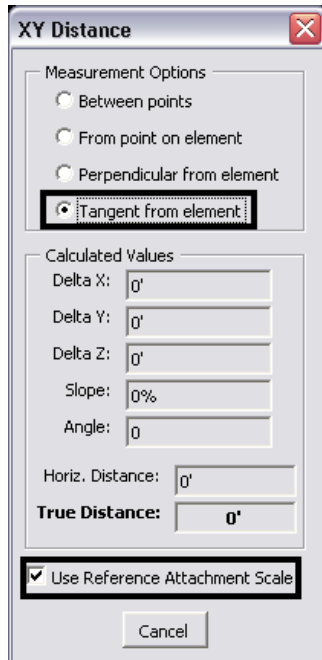 XY Distance
Measurement Options
Between points
From point on element
Perpendicular from element
Tangent from element
Calculated Values
Delta X: 0'
Delta Y: 0'
Delta Z: 0'
Slope: 0%
Angle: 0
Horiz. Distance: 0'
True Distance: 0'
Use Reference Attachment Scale
Cancel